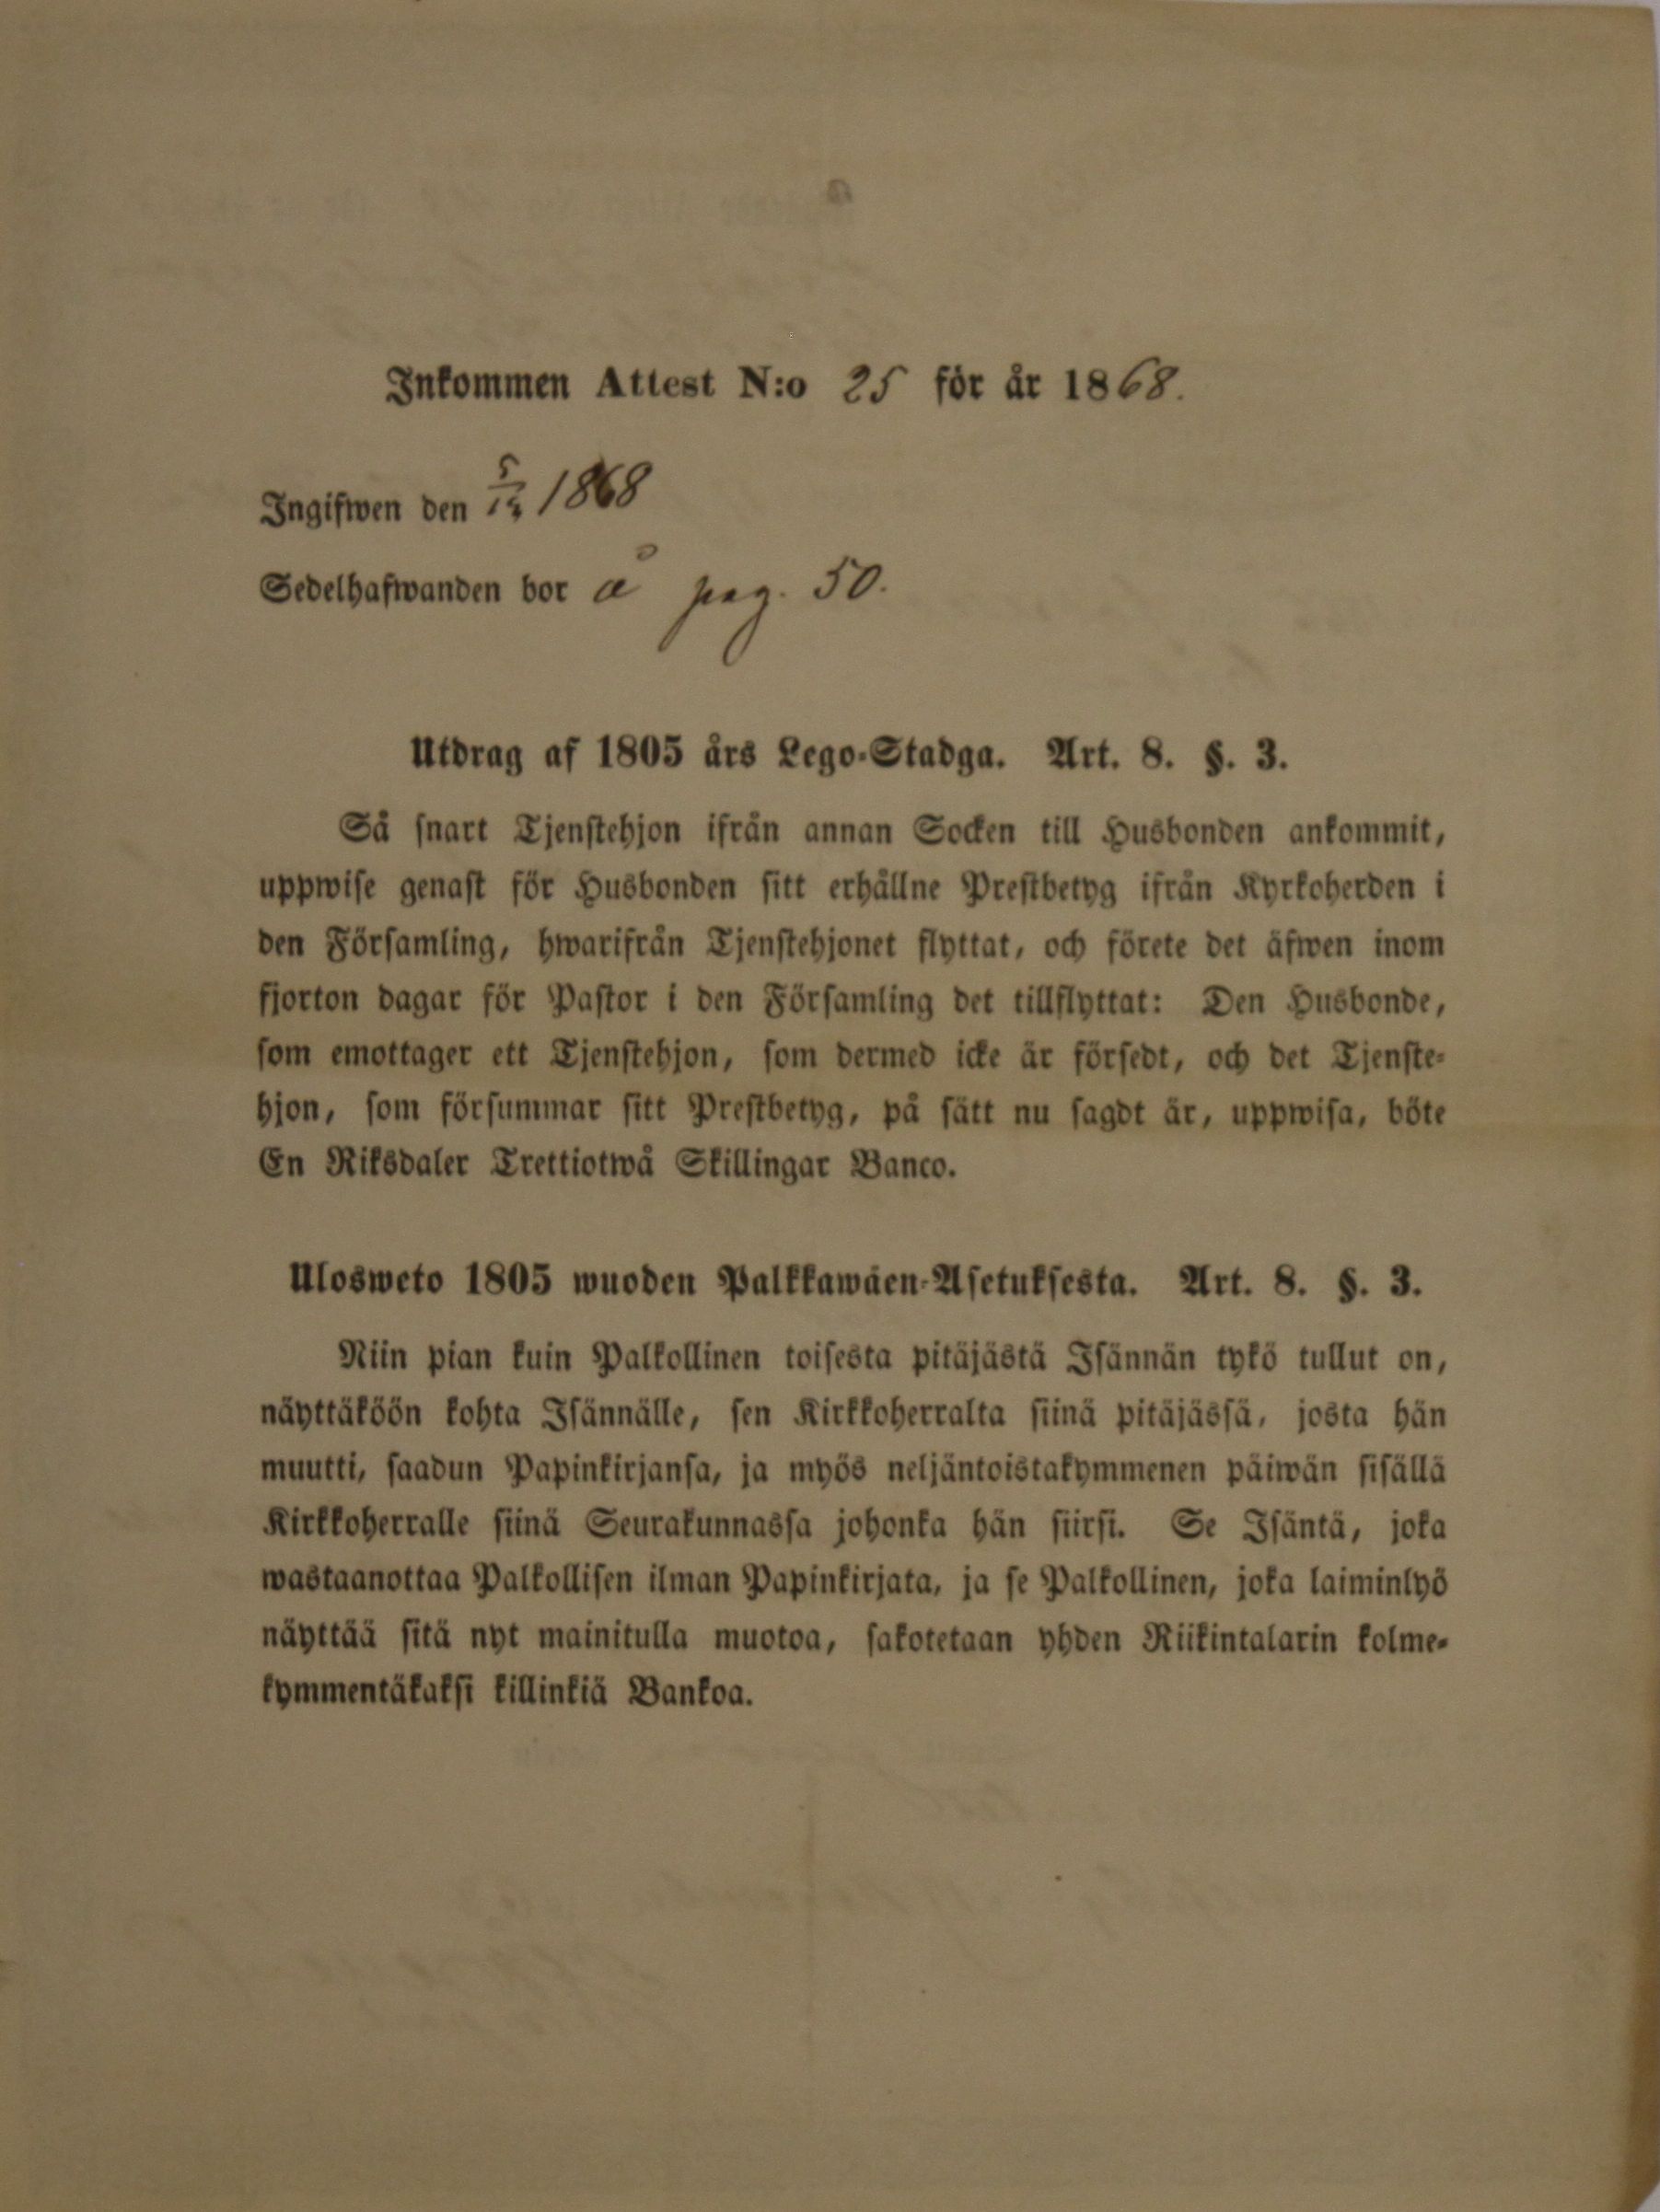 Inkommen Attest N:o 25 för år 1868.
Ingifwen den 5/12 1868
Sedelhafwanden bor å pag. 50.
Utdrag af 1805 års Lego-Stadga. Art. 8. §. 3.
Så snart Tjenstehjon ifrån annan Socken till Husbonden ankommit,
uppwise genast för Husbonden sitt erhållne Prestbetyg ifrån Kyrkoherden i
den Församling, hwarifrån Tjenstehjonet flyttat, och förete det äfwen inom
fjorton dagar för Pastor i den Församling det tillflyttat: Den Husbonde,
som emottager ett Tjenstehjon, som dermed icke är försedt, och det Tjenste-
hjon, som försummar sitt Prestbetyg, på sätt nu sagdt är, uppwisa, böte
En Riksdaler Trettiotwå Skillingar Banco.
Ulosweto 1805 wuoden Palkkawäen-Asetuksesta. Art. 8. §. 3.
Niin pian kuin Palkollinen toisesta pitäjästä Isännän tykö tullut on,
näyttäköön kohta Isännälle, sen Kirkkoherralta siinä pitäjässä, josta hän
muutti, saadun Papinkirjansa, ja myös neljäntoistakymmenen päiwän sisällä
Kirkkoherralle siinä Seurakunnassa johonka hän siirsi. Se Isäntä, joka
wastaanottaa Palkollisen ilman Papinkirjata, ja se Palkollinen, joka laiminlyö
näyttää sitä nyt mainitulla muotoa, sakotetaan yhden Riikintalarin kolme-
kymmentäkaksi killinkiä Bankoa.